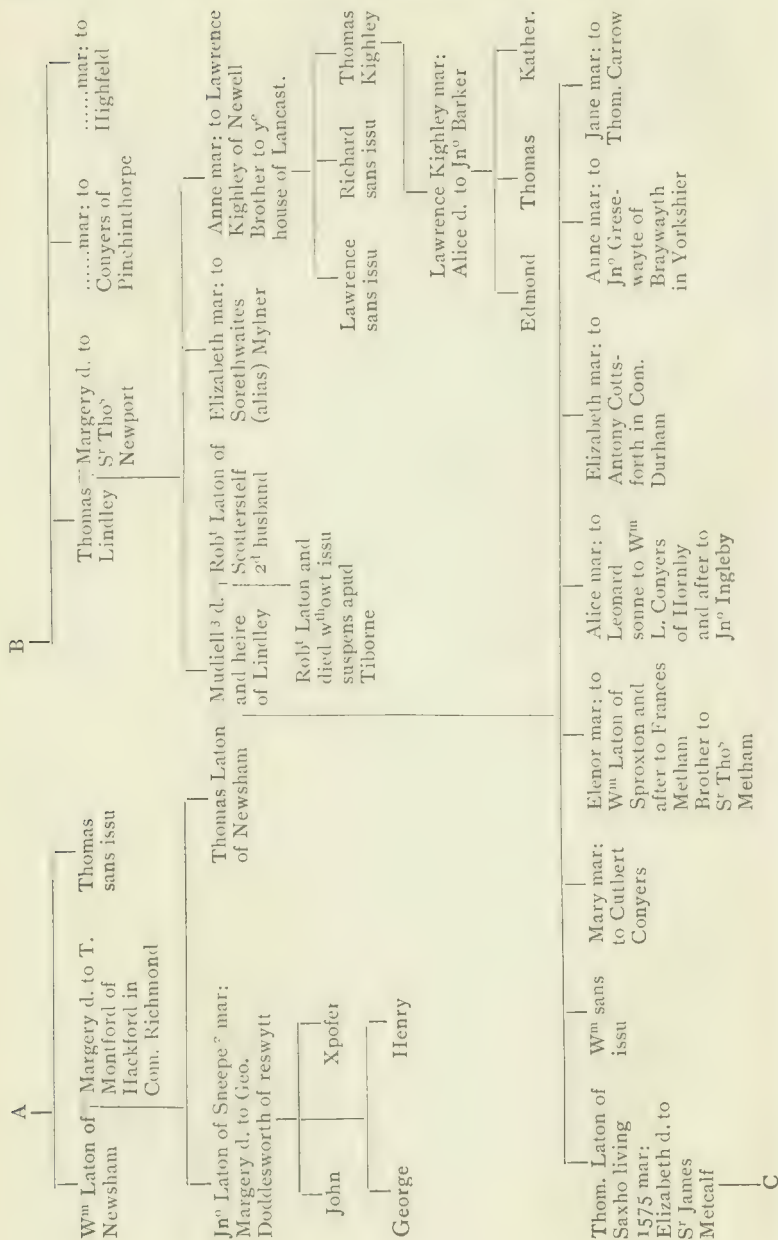 A
B
Wᵐ Laton of
Newsham
Margery d. to T.
Montford of
Hackford in
Com. Richmond
Thomas
sans issu
Thomas
Lindley
Margery d. to
Sʳ Thoˢ
Newport
......mar: to
Conyers of
Pinchinthorpe
......mar: to
Highfeld
Jnº Laton of Sneepe² mar:
Margery d. to Geo.
Doddesworth of reswytt
Thomas Laton
of Newsham
Mudiell³ d.
and heire
of Lindley
Robᵗ Laton of
Scotterstelf
2ᵈ husband
Elizabeth mar: to
Sorethwaites
(alias) Mylner
Anne mar: to Lawrence
Kighley of Newell
Brother to yᵉ
house of Lancast.
Robᵗ Laton and
died wᵗʰowt issu
suspens apud
Tiborne
Lawrence
sans issu
Richard
sans issu
Thomas
Kighley
John
Xpofer
George
Henry
Lawrence Kighley mar:
Alice d. to Jnº Barker
Edmond
Thomas
Kather.
Thom. Laton of
Saxho living
1575 mar:
Elizabeth d. to
Sʳ James
Metcalf
Wᵐ sans
issu
Mary mar:
to Cutbert
Conyers
Elenor mar: to
Wᵐ Laton of
Sproxton and
after to Frances
Metham
Brother to
Sʳ Thoˢ
Metham
Alice mar: to
Leonard
sonne to Wᵐ
L. Conyers
of Hornby
and after to
Jnº Ingleby
Elizabeth mar: to
Antony Cotts-
forth in Com.
Durham
Anne mar: to
Jnº Grese-
wayte of
Braywayth
in Yorkshier
Jane mar: to
Thom. Carrow
C